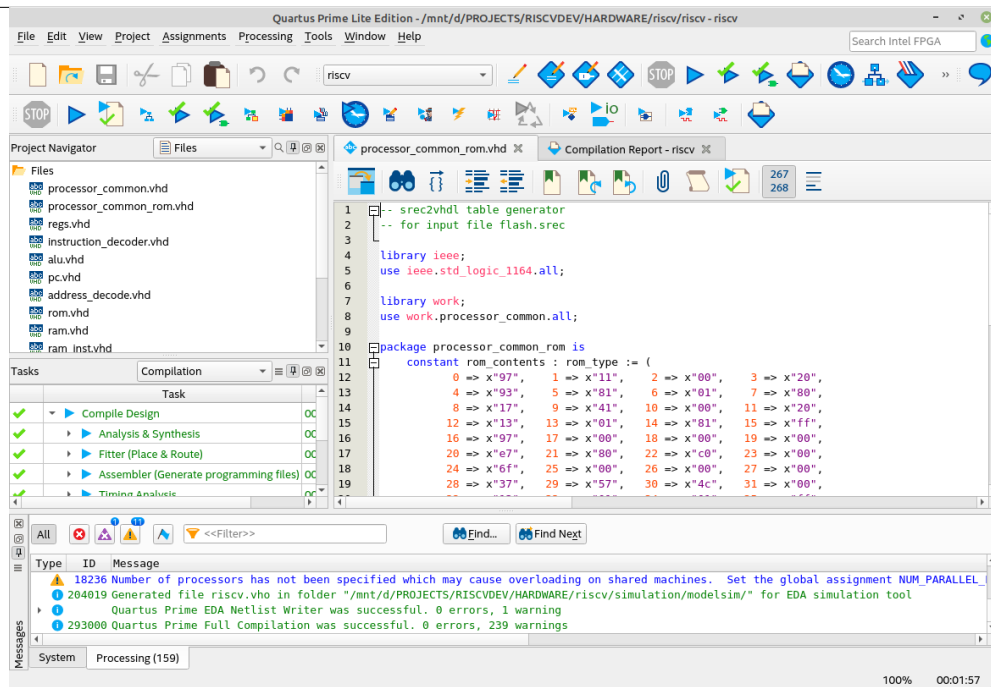 Quartus Prime Lite Edition - /mnt/d/PROJECTS/RISCVDEV/HARDWARE/riscv/riscv - riscv
File Edit View Project Assignments Processing Tools Window Help
Search Intel FPGA
riscv
STOP
»
STOP
io
Project Navigator
Files
processor_common_rom.vhd
Compilation Report - riscv
Files
processor_common.vhd
processor_common_rom.vhd
regs.vhd
instruction_decoder.vhd
alu.vhd
pc.vhd
address_decode.vhd
rom.vhd
ram.vhd
ram_inst.vhd
267
268
1 -- srec2vhdl table generator
2 -- for input file flash.srec
3
4 library ieee;
5 use ieee.std_logic_1164.all;
6
7 library work;
8 use work.processor_common.all;
9
10 package processor_common_rom is
11 constant rom_contents : rom_type := (
12 0 => x"97", 1 => x"11", 2 => x"00", 3 => x"20",
13 4 => x"93", 5 => x"81", 6 => x"01", 7 => x"80",
14 8 => x"17", 9 => x"41", 10 => x"00", 11 => x"20",
15 12 => x"13", 13 => x"01", 14 => x"81", 15 => x"ff",
16 16 => x"97", 17 => x"00", 18 => x"00", 19 => x"00",
17 20 => x"e7", 21 => x"80", 22 => x"c0", 23 => x"00",
18 24 => x"6f", 25 => x"00", 26 => x"00", 27 => x"00",
19 28 => x"37", 29 => x"57", 30 => x"4c", 31 => x"00",
Tasks
Compilation
Task
Compile Design 00
Analysis & Synthesis 00
Fitter (Place & Route) 00
Assembler (Generate programming files) 00
Timing Analysis 00
All
1
11
<<Filter>>
Find...
Find Next
Type ID Message
18236 Number of processors has not been specified which may cause overloading on shared machines. Set the global assignment NUM_PARALLEL_
204019 Generated file riscv.vho in folder "/mnt/d/PROJECTS/RISCVDEV/HARDWARE/riscv/simulation/modelsim/" for EDA simulation tool
Quartus Prime EDA Netlist Writer was successful. 0 errors, 1 warning
293000 Quartus Prime Full Compilation was successful. 0 errors, 239 warnings
Messages
System
Processing (159)
100% 00:01:57